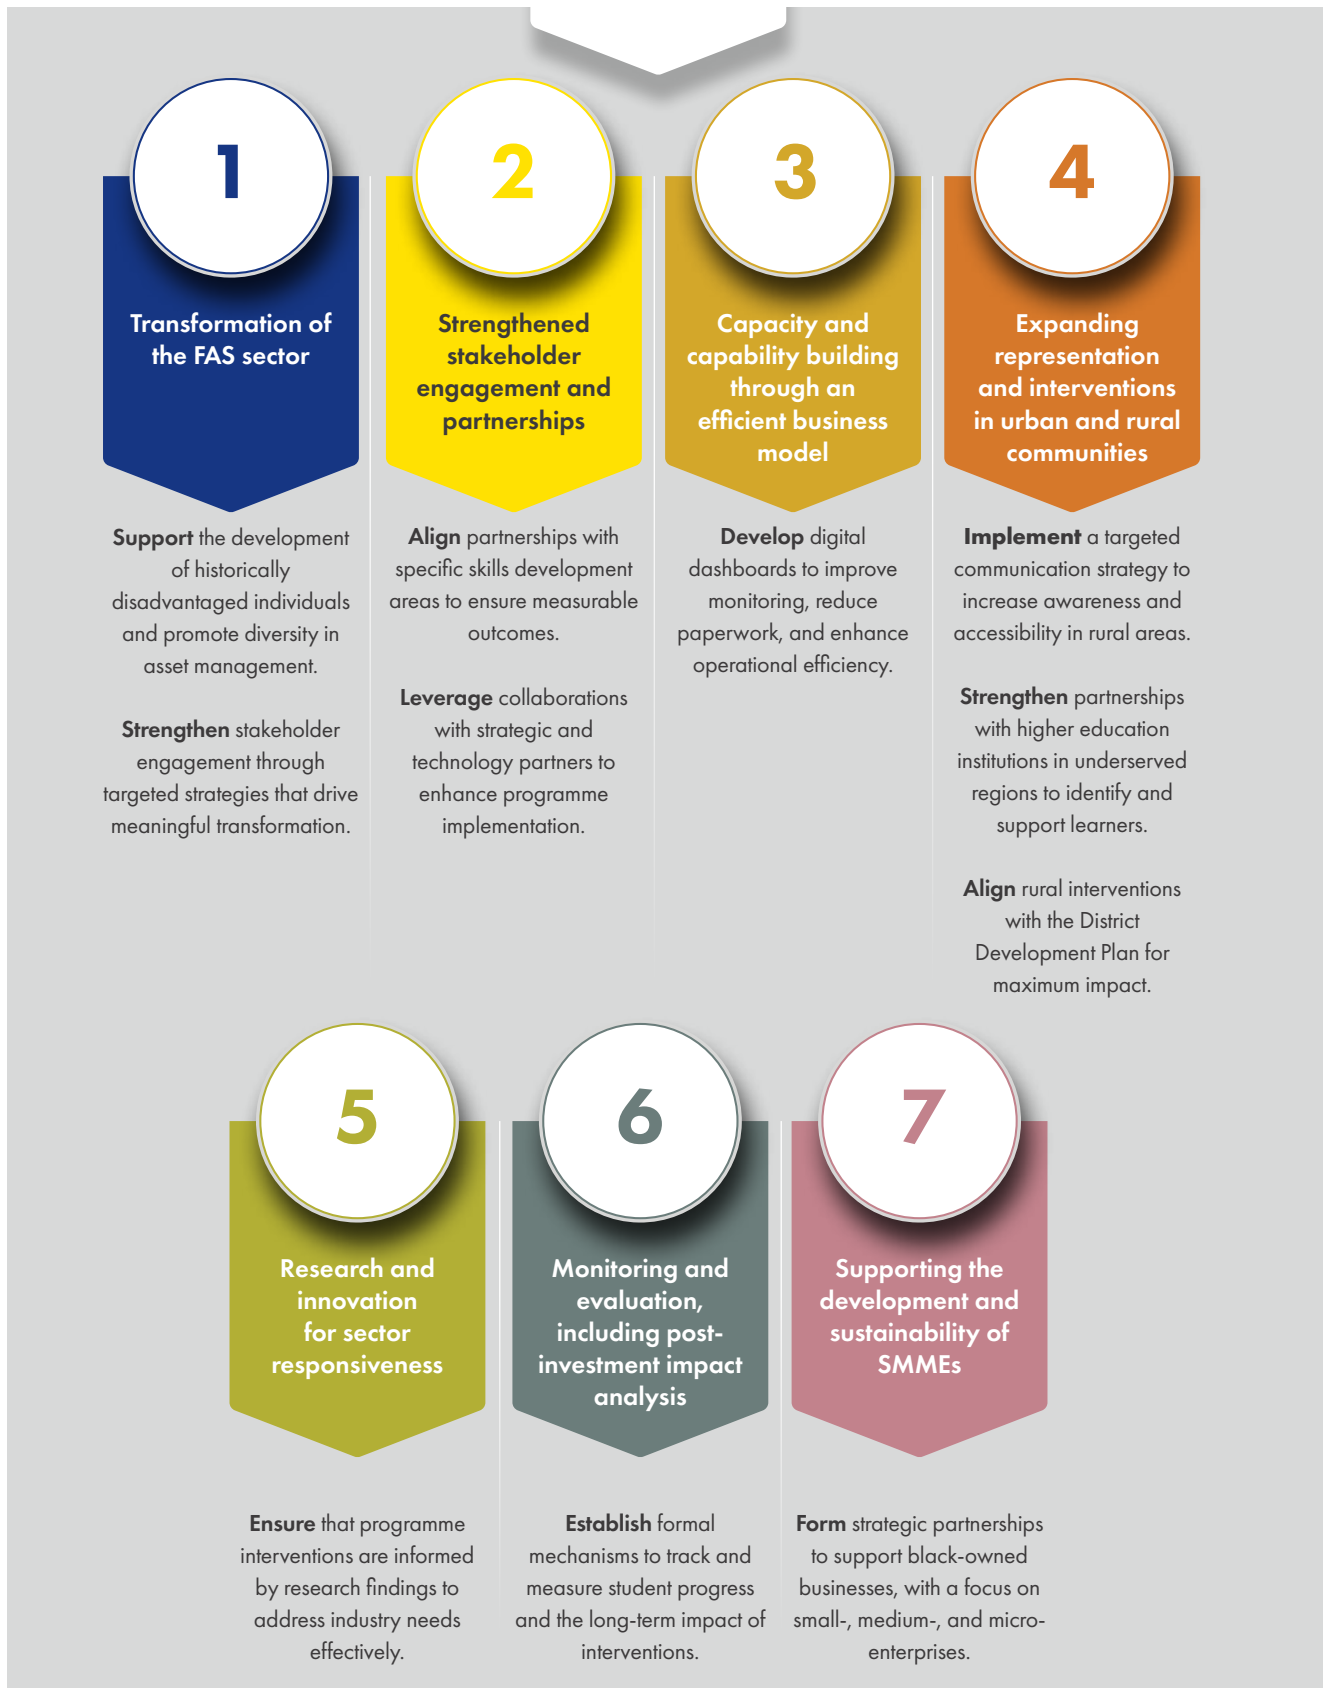 1
Transformation of
the FAS sector
Support the development
of historically
disadvantaged individuals
and promote diversity in
asset management.
Strengthen stakeholder
engagement through
targeted strategies that drive
meaningful transformation.
2
Strengthened
stakeholder
engagement and
partnerships
Align partnerships with
specific skills development
areas to ensure measurable
outcomes.
Leverage collaborations
with strategic and
technology partners to
enhance programme
implementation.
3
Capacity and
capability building
through an
efficient business
model
Develop digital
dashboards to improve
monitoring, reduce
paperwork, and enhance
operational efficiency.
4
Expanding
representation
and interventions
in urban and rural
communities
Implement a targeted
communication strategy to
increase awareness and
accessibility in rural areas.
Strengthen partnerships
with higher education
institutions in underserved
regions to identify and
support learners.
Align rural interventions
with the District
Development Plan for
maximum impact.
5
Research and
innovation
for sector
responsiveness
Ensure that programme
interventions are informed
by research findings to
address industry needs
effectively.
6
Monitoring and
evaluation,
including post-
investment impact
analysis
Establish formal
mechanisms to track and
measure student progress
and the long-term impact of
interventions.
7
Supporting the
development and
sustainability of
SMMEs
Form strategic partnerships
to support black-owned
businesses, with a focus on
small-, medium-, and micro-
enterprises.